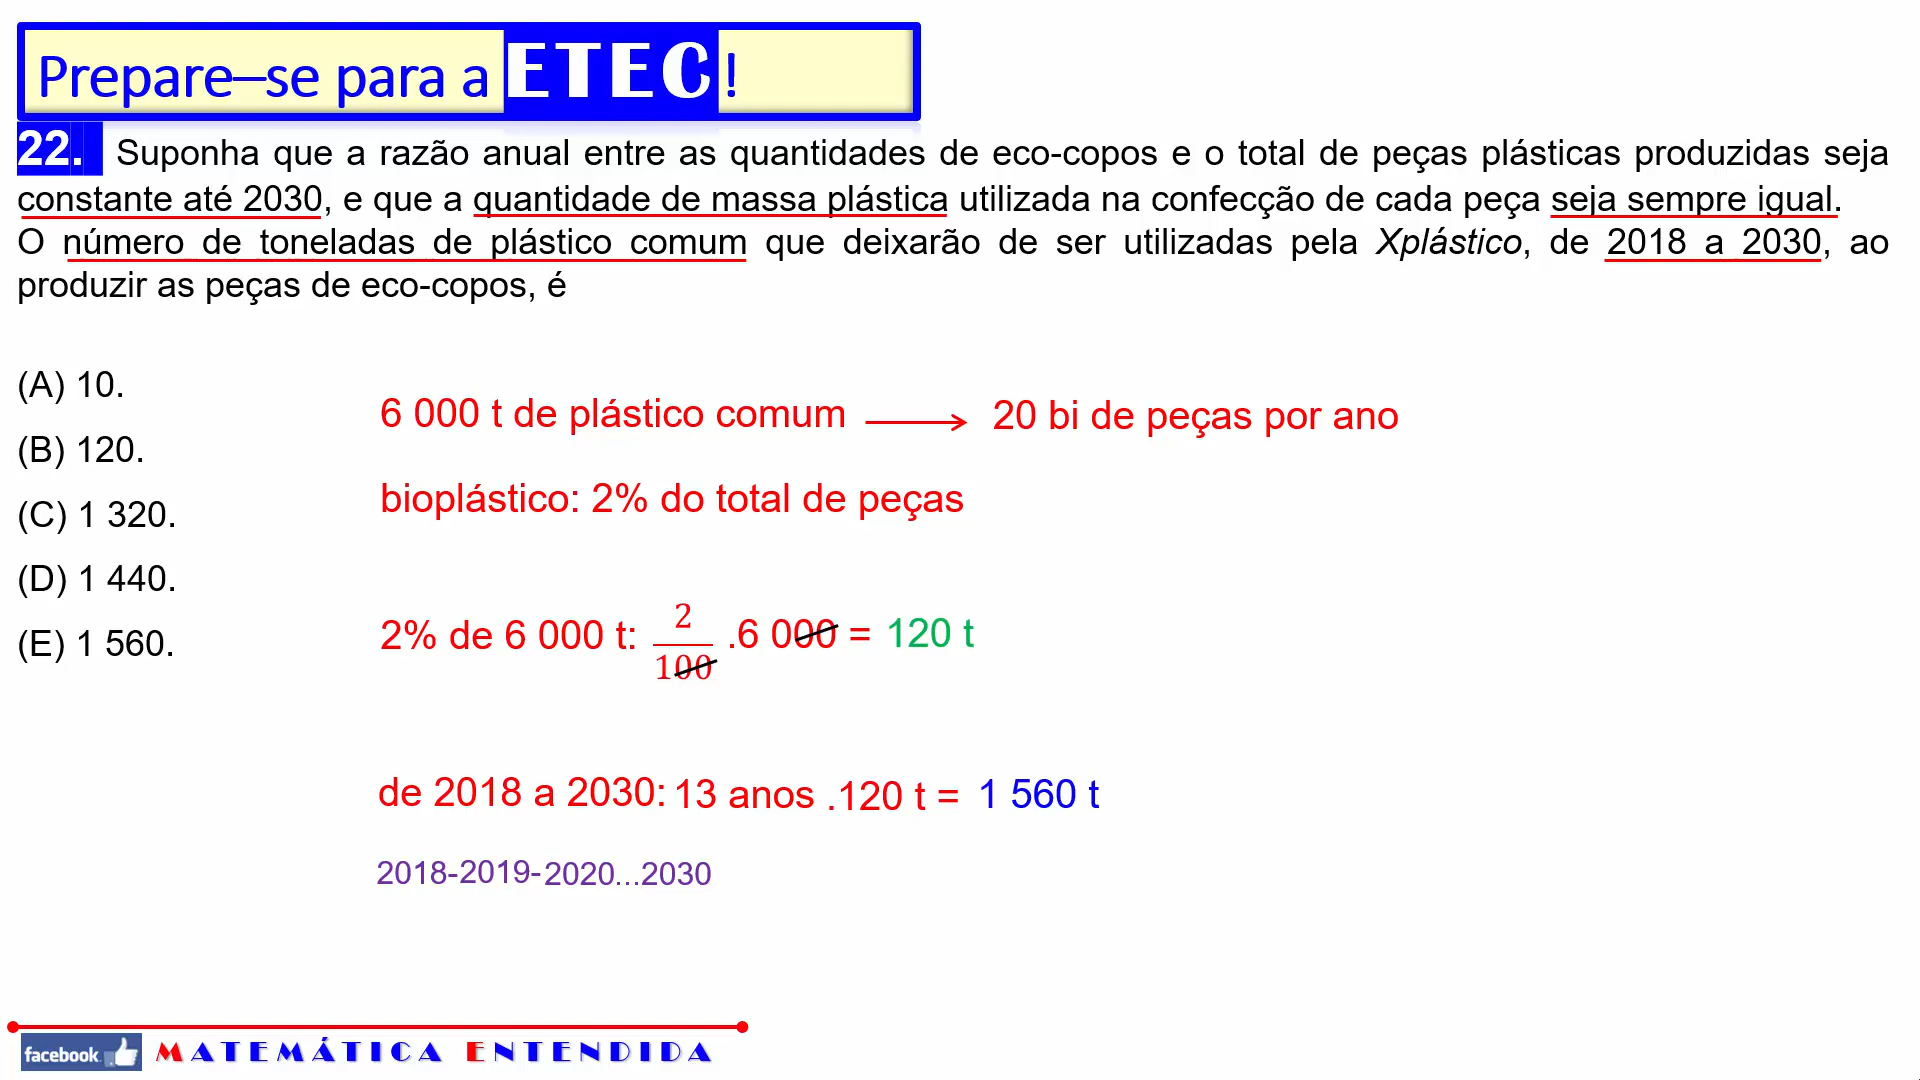 Prepare–se para a ETEC!
22. Suponha que a razão anual entre as quantidades de eco-copos e o total de peças plásticas produzidas seja
constante até 2030, e que a quantidade de massa plástica utilizada na confecção de cada peça seja sempre igual.
O número de toneladas de plástico comum que deixarão de ser utilizadas pela Xplástico, de 2018 a 2030, ao
produzir as peças de eco-copos, é
(A) 10.
(B) 120.
(C) 1 320.
(D) 1 440.
(E) 1 560.
6 000 t de plástico comum → 20 bi de peças por ano
bioplástico: 2% do total de peças
2% de 6 000 t: 2/100 .6 000 = 120 t
de 2018 a 2030: 13 anos .120 t = 1 560 t
2018-2019-2020...2030
facebook MATEMÁTICA ENTENDIDA